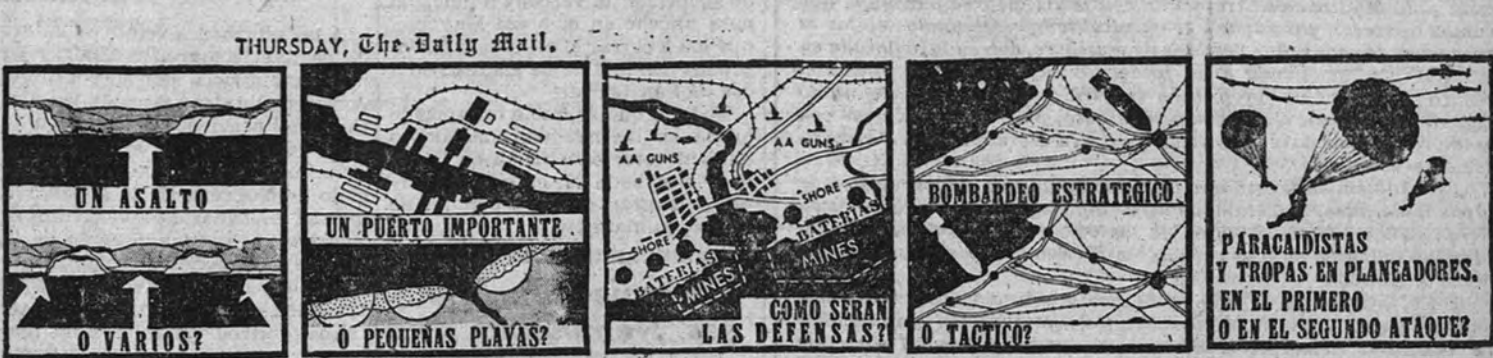 THURSDAY, The Daily Mail.
UN ASALTO
O VARIOS?
UN PUERTO IMPORTANTE
O PEQUEÑAS PLAYAS?
AA GUNS
AA GUNS
SHORE
BATERIAS
SHORE
BATERIAS
MINES
MINES
COMO SERAN
LAS DEFENSAS?
BOMBARDEO ESTRATEGICO
O TACTICO?
PARACAIDISTAS
Y TROPAS EN PLANEADORES.
EN EL PRIMERO
O EN EL SEGUNDO ATAQUE?